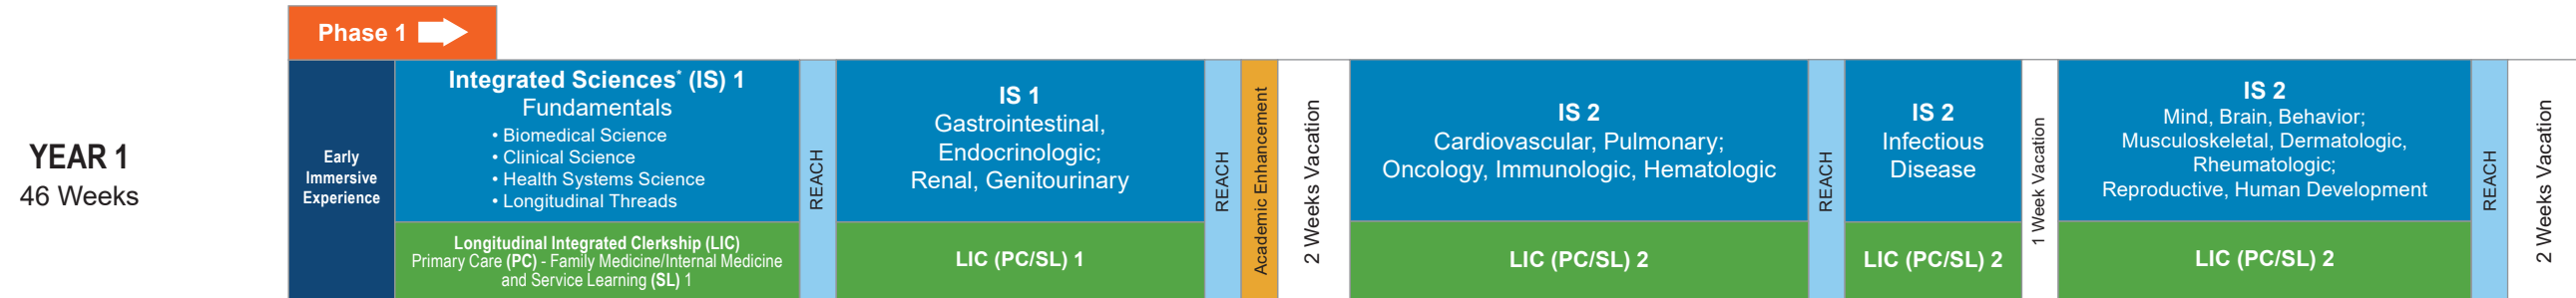 Phase 1
YEAR 1
46 Weeks
Early
Immersive
Experience
Integrated Sciences* (IS) 1
Fundamentals
• Biomedical Science
• Clinical Science
• Health Systems Science
• Longitudinal Threads
Longitudinal Integrated Clerkship (LIC)
Primary Care (PC) - Family Medicine/Internal Medicine
and Service Learning (SL) 1
REACH
IS 1
Gastrointestinal,
Endocrinologic;
Renal, Genitourinary
LIC (PC/SL) 1
REACH
Academic Enhancement
2 Weeks Vacation
IS 2
Cardiovascular, Pulmonary;
Oncology, Immunologic, Hematologic
LIC (PC/SL) 2
REACH
IS 2
Infectious
Disease
LIC (PC/SL) 2
1 Week Vacation
IS 2
Mind, Brain, Behavior;
Musculoskeletal, Dermatologic,
Rheumatologic;
Reproductive, Human Development
LIC (PC/SL) 2
REACH
2 Weeks Vacation